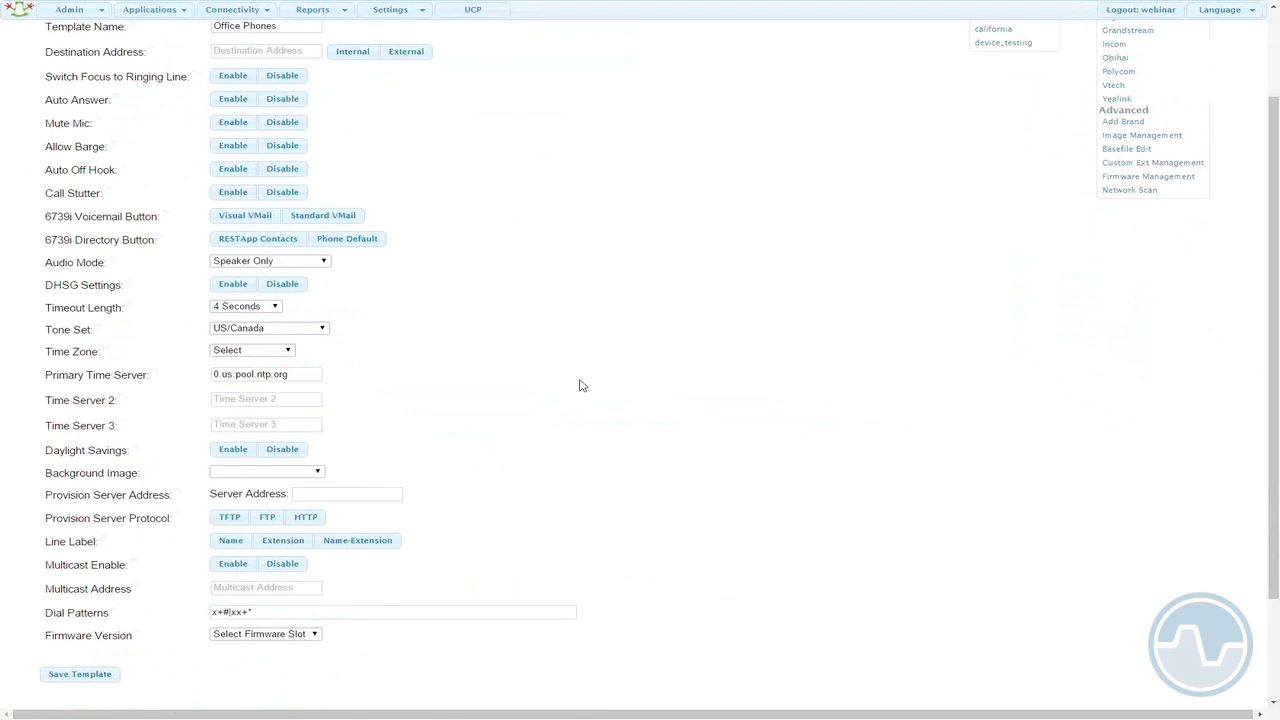 Admin Applications Connectivity Reports Settings UCP Logout: webinar Language
Template Name: Office Phones
Destination Address: Destination Address Internal External
Switch Focus to Ringing Line: Enable Disable
Auto Answer: Enable Disable
Mute Mic: Enable Disable
Allow Barge: Enable Disable
Auto Off Hook: Enable Disable
Call Stutter: Enable Disable
6739i Voicemail Button: Visual VMail Standard VMail
6739i Directory Button: RESTApp Contacts Phone Default
Audio Mode: Speaker Only
DHSG Settings: Enable Disable
Timeout Length: 4 Seconds
Tone Set: US/Canada
Time Zone: Select
Primary Time Server: 0.us.pool.ntp.org
Time Server 2: Time Server 2
Time Server 3: Time Server 3
Daylight Savings: Enable Disable
Background Image:
Provision Server Address: Server Address:
Provision Server Protocol: TFTP FTP HTTP
Line Label: Name Extension Name-Extension
Multicast Enable: Enable Disable
Multicast Address Multicast Address
Dial Patterns x+#|xx+*
Firmware Version Select Firmware Slot
Save Template
california
device_testing
Grandstream
Incom
Obihai
Polycom
Vtech
Yealink
Advanced
Add Brand
Image Management
Basefile Edit
Custom Ext Management
Firmware Management
Network Scan